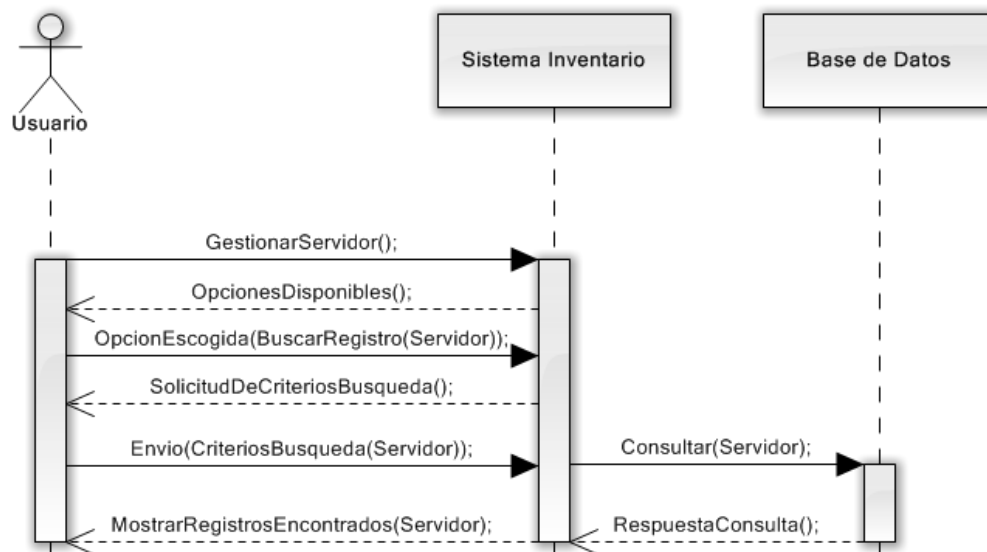 Usuario
Sistema Inventario
Base de Datos
GestionarServidor();
OpcionesDisponibles();
OpcionEscogida(BuscarRegistro(Servidor));
SolicitudDeCriteriosBusqueda();
Envio(CriteriosBusqueda(Servidor));
Consultar(Servidor);
MostrarRegistrosEncontrados(Servidor);
RespuestaConsulta();